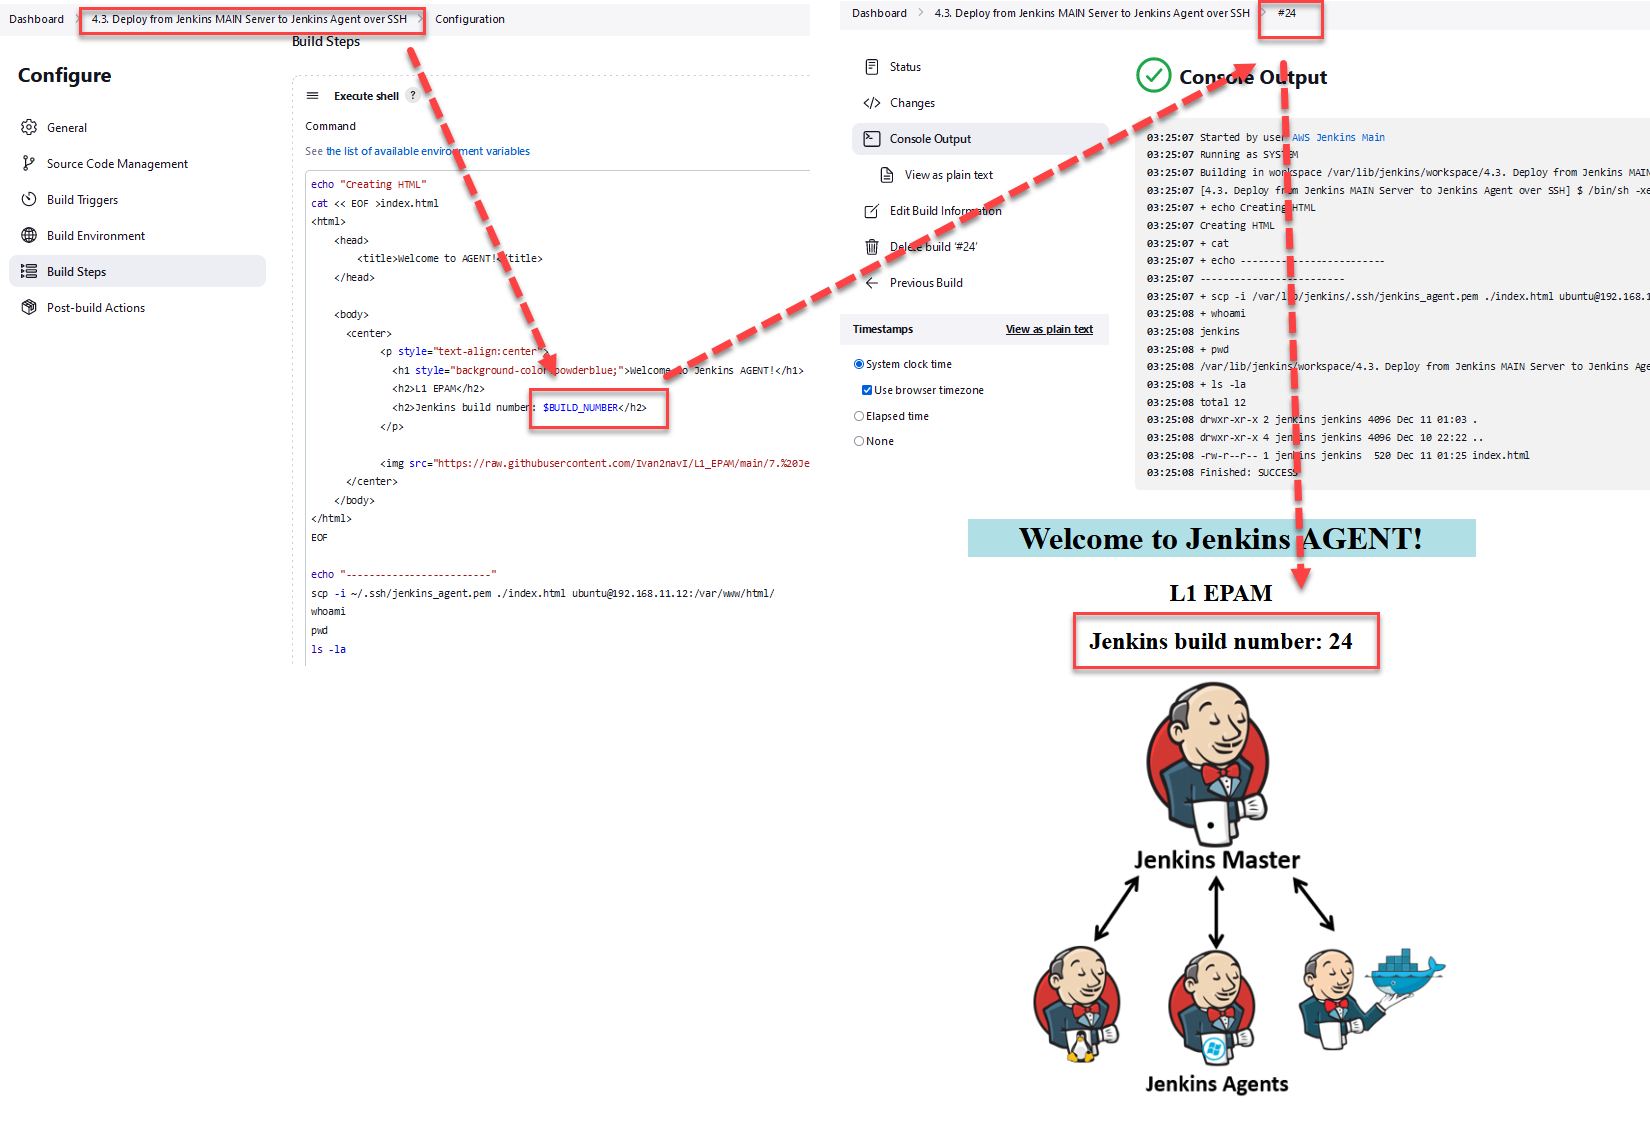 Dashboard > 4.3. Deploy from Jenkins MAIN Server to Jenkins Agent over SSH > Configuration
Configure
General
Source Code Management
Build Triggers
Build Environment
Build Steps
Post-build Actions
Build Steps
Execute shell ?
Command
See the list of available environment variables
echo "Creating HTML"
cat << EOF >index.html
<html>
<head>
<title>Welcome to AGENT!</title>
</head>
<body>
<center>
<p style="text-align:center">
<h1 style="background-color:powderblue;">Welcome to Jenkins AGENT!</h1>
<h2>L1 EPAM</h2>
<h2>Jenkins build number: $BUILD_NUMBER</h2>
</p>
<img src="https://raw.githubusercontent.com/Ivan2navI/L1_EPAM/main/7.%20Je
</center>
</body>
</html>
EOF
echo "-------------------------"
scp -i ~/.ssh/jenkins_agent.pem ./index.html ubuntu@192.168.11.12:/var/www/html/
whoami
pwd
ls -la
Dashboard > 4.3. Deploy from Jenkins MAIN Server to Jenkins Agent over SSH > #24
Status
Changes
Console Output
View as plain text
Edit Build Information
Delete build '#24'
Previous Build
Timestamps View as plain text
System clock time
Use browser timezone
Elapsed time
None
Console Output
03:25:07 Started by user AWS Jenkins Main
03:25:07 Running as SYSTEM
03:25:07 Building in workspace /var/lib/jenkins/workspace/4.3. Deploy from Jenkins MAIN
03:25:07 [4.3. Deploy from Jenkins MAIN Server to Jenkins Agent over SSH] $ /bin/sh -xe
03:25:07 + echo Creating HTML
03:25:07 Creating HTML
03:25:07 + cat
03:25:07 + echo -------------------------
03:25:07 -------------------------
03:25:07 + scp -i /var/lib/jenkins/.ssh/jenkins_agent.pem ./index.html ubuntu@192.168.1
03:25:08 + whoami
03:25:08 jenkins
03:25:08 + pwd
03:25:08 /var/lib/jenkins/workspace/4.3. Deploy from Jenkins MAIN Server to Jenkins Age
03:25:08 + ls -la
03:25:08 total 12
03:25:08 drwxr-xr-x 2 jenkins jenkins 4096 Dec 11 01:03 .
03:25:08 drwxr-xr-x 4 jenkins jenkins 4096 Dec 10 22:22 ..
03:25:08 -rw-r--r-- 1 jenkins jenkins  520 Dec 11 01:25 index.html
03:25:08 Finished: SUCCESS
Welcome to Jenkins AGENT!
L1 EPAM
Jenkins build number: 24
Jenkins Master
Jenkins Agents